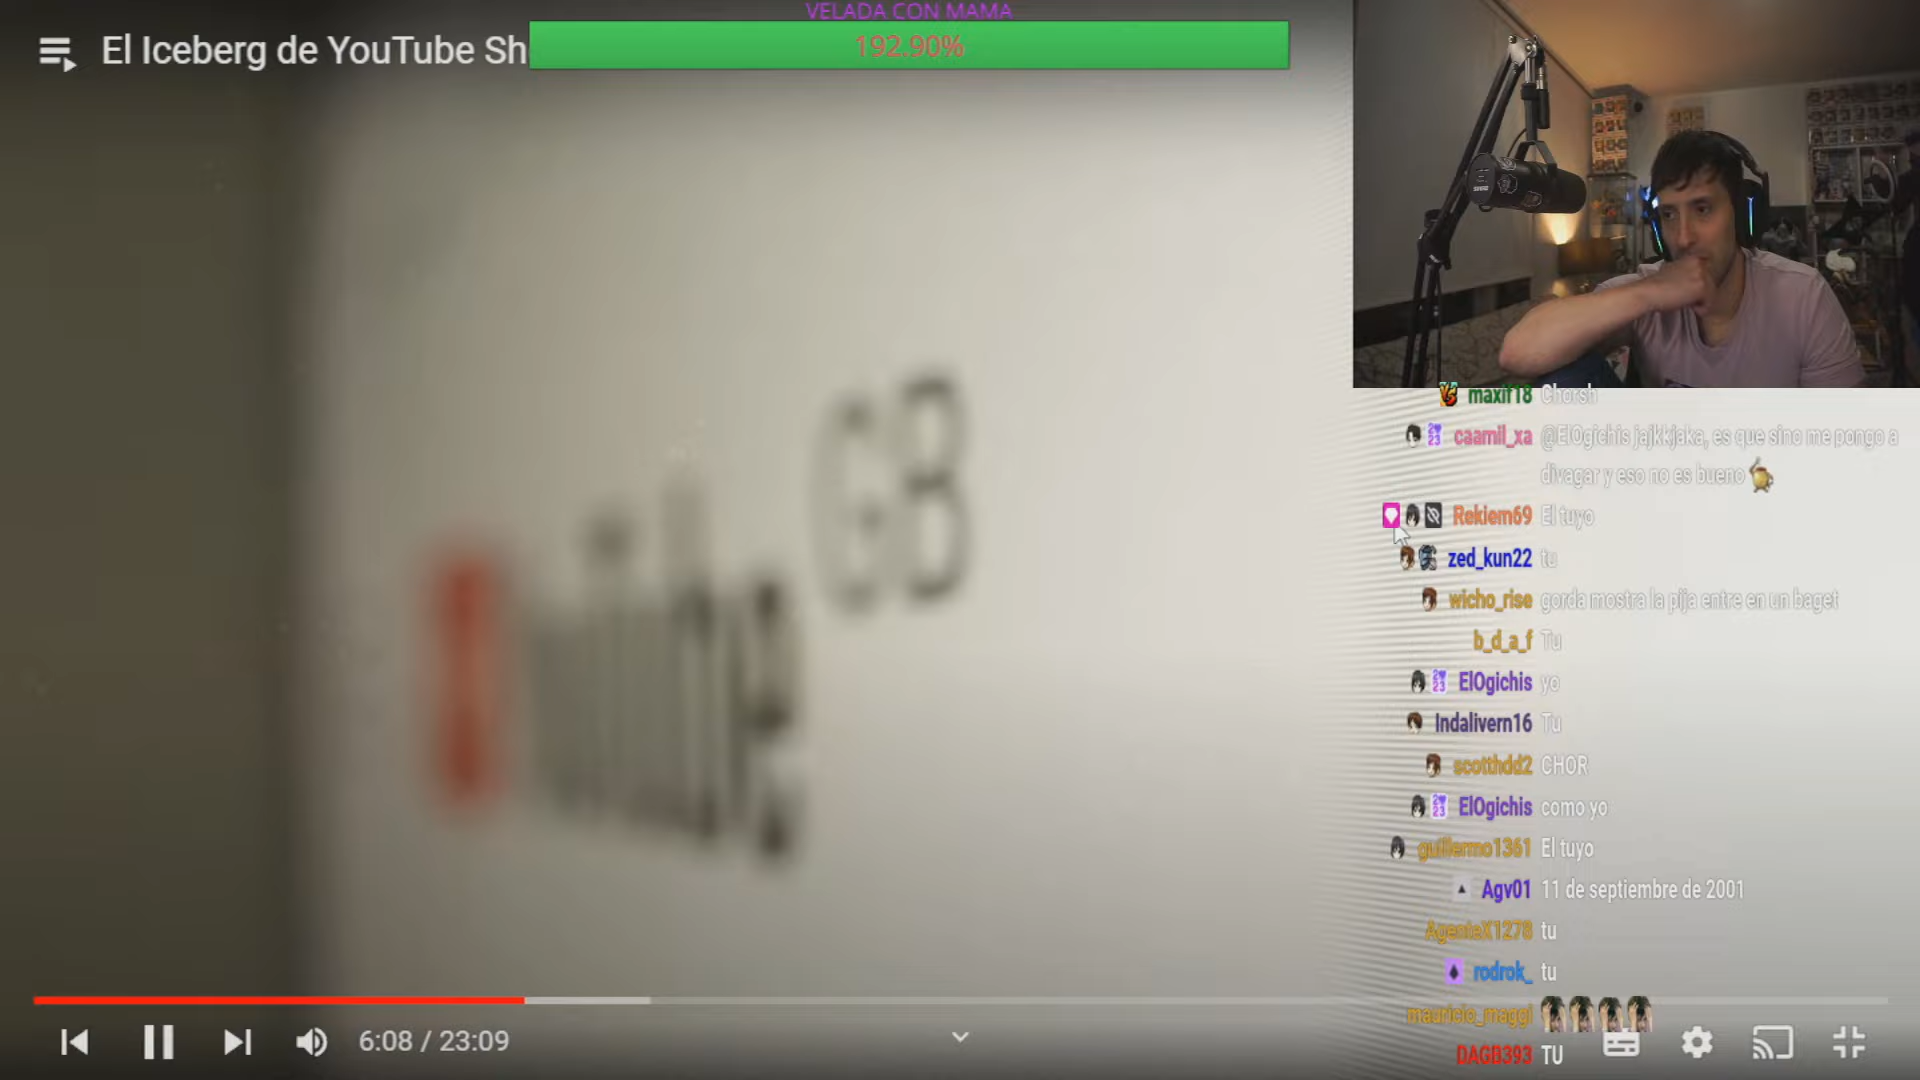 VELADA CON MAMA
192.90%
El Iceberg de YouTube Sh
68
maxif18 Chorsh
caamil_xa @ElOgichis jajkkjaka, es que sino me pongo a
divagar y eso no es bueno
Rekiem69 El tuyo
zed_kun22 tu
wicho_rise gorda mostra la pija entre en un baget
b_d_a_f Tu
ElOgichis yo
Indalivern16 Tu
scotthdd2 CHOR
ElOgichis como yo
guillermo1361 El tuyo
Agv01 11 de septiembre de 2001
AgenteX1278 tu
rodrok_ tu
mauricio_maggi
DAGB393 TU
6:08 / 23:09